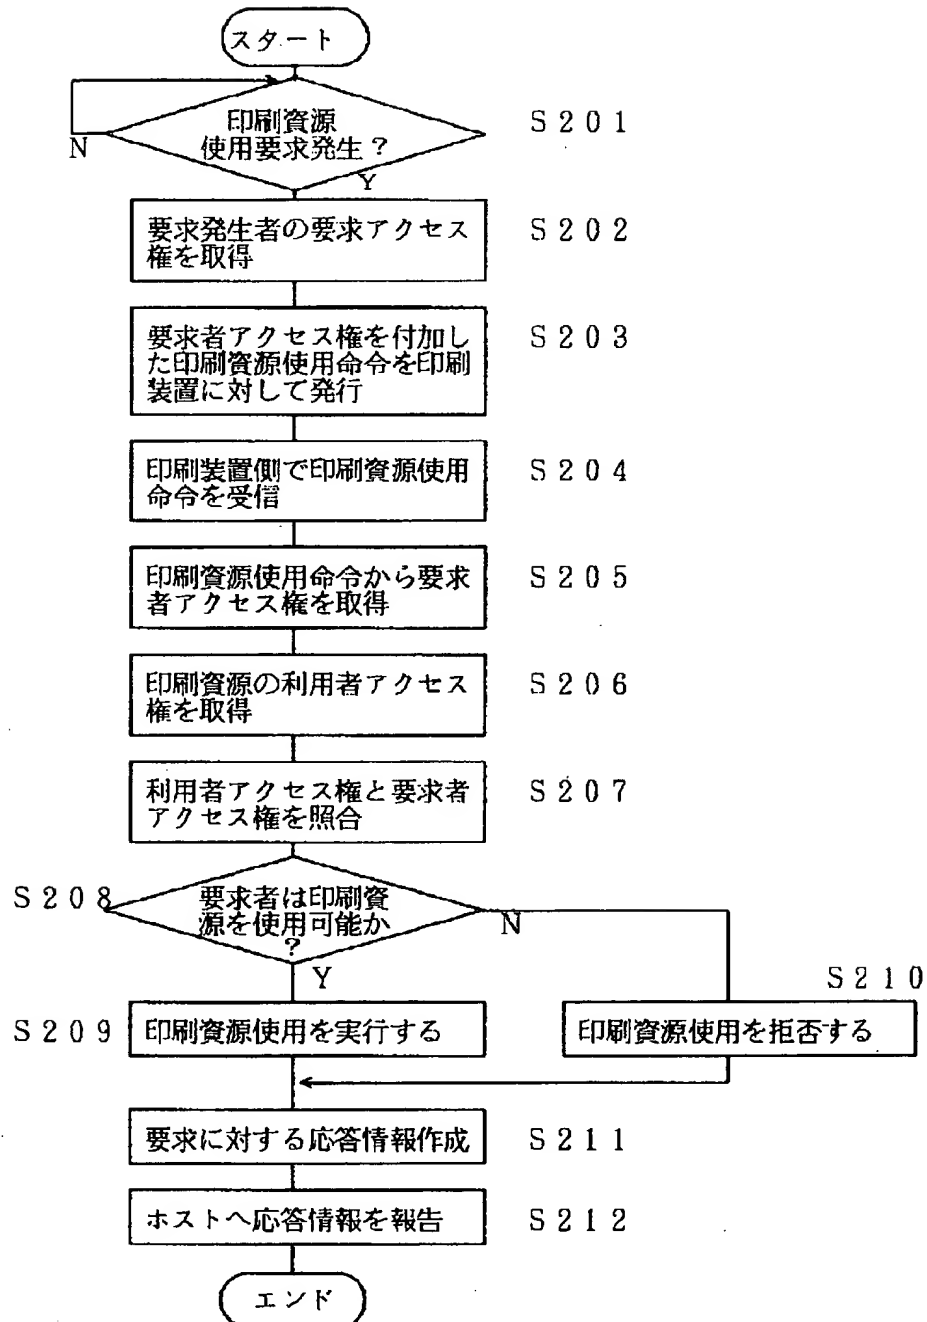 スタート
印刷資源
使用要求発生？
S201
N
Y
要求発生者の要求アクセス
権を取得
S202
要求者アクセス権を付加し
た印刷資源使用命令を印刷
装置に対して発行
S203
印刷装置側で印刷資源使用
命令を受信
S204
印刷資源使用命令から要求
者アクセス権を取得
S205
印刷資源の利用者アクセス
権を取得
S206
利用者アクセス権と要求者
アクセス権を照合
S207
S208
要求者は印刷資
源を使用可能か
？
N
Y
S210
S209
印刷資源使用を実行する
印刷資源使用を拒否する
要求に対する応答情報作成
S211
ホストへ応答情報を報告
S212
エンド